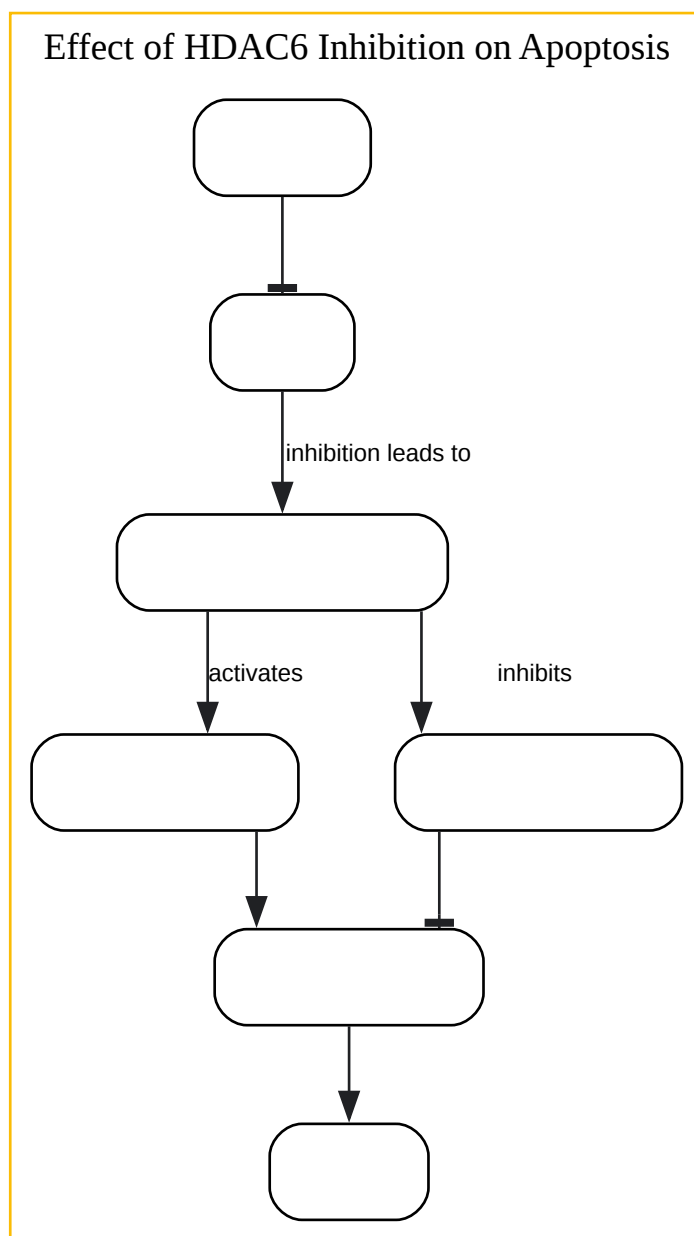 Effect of HDAC6 Inhibition on Apoptosis
inhibition leads to
activates
inhibits